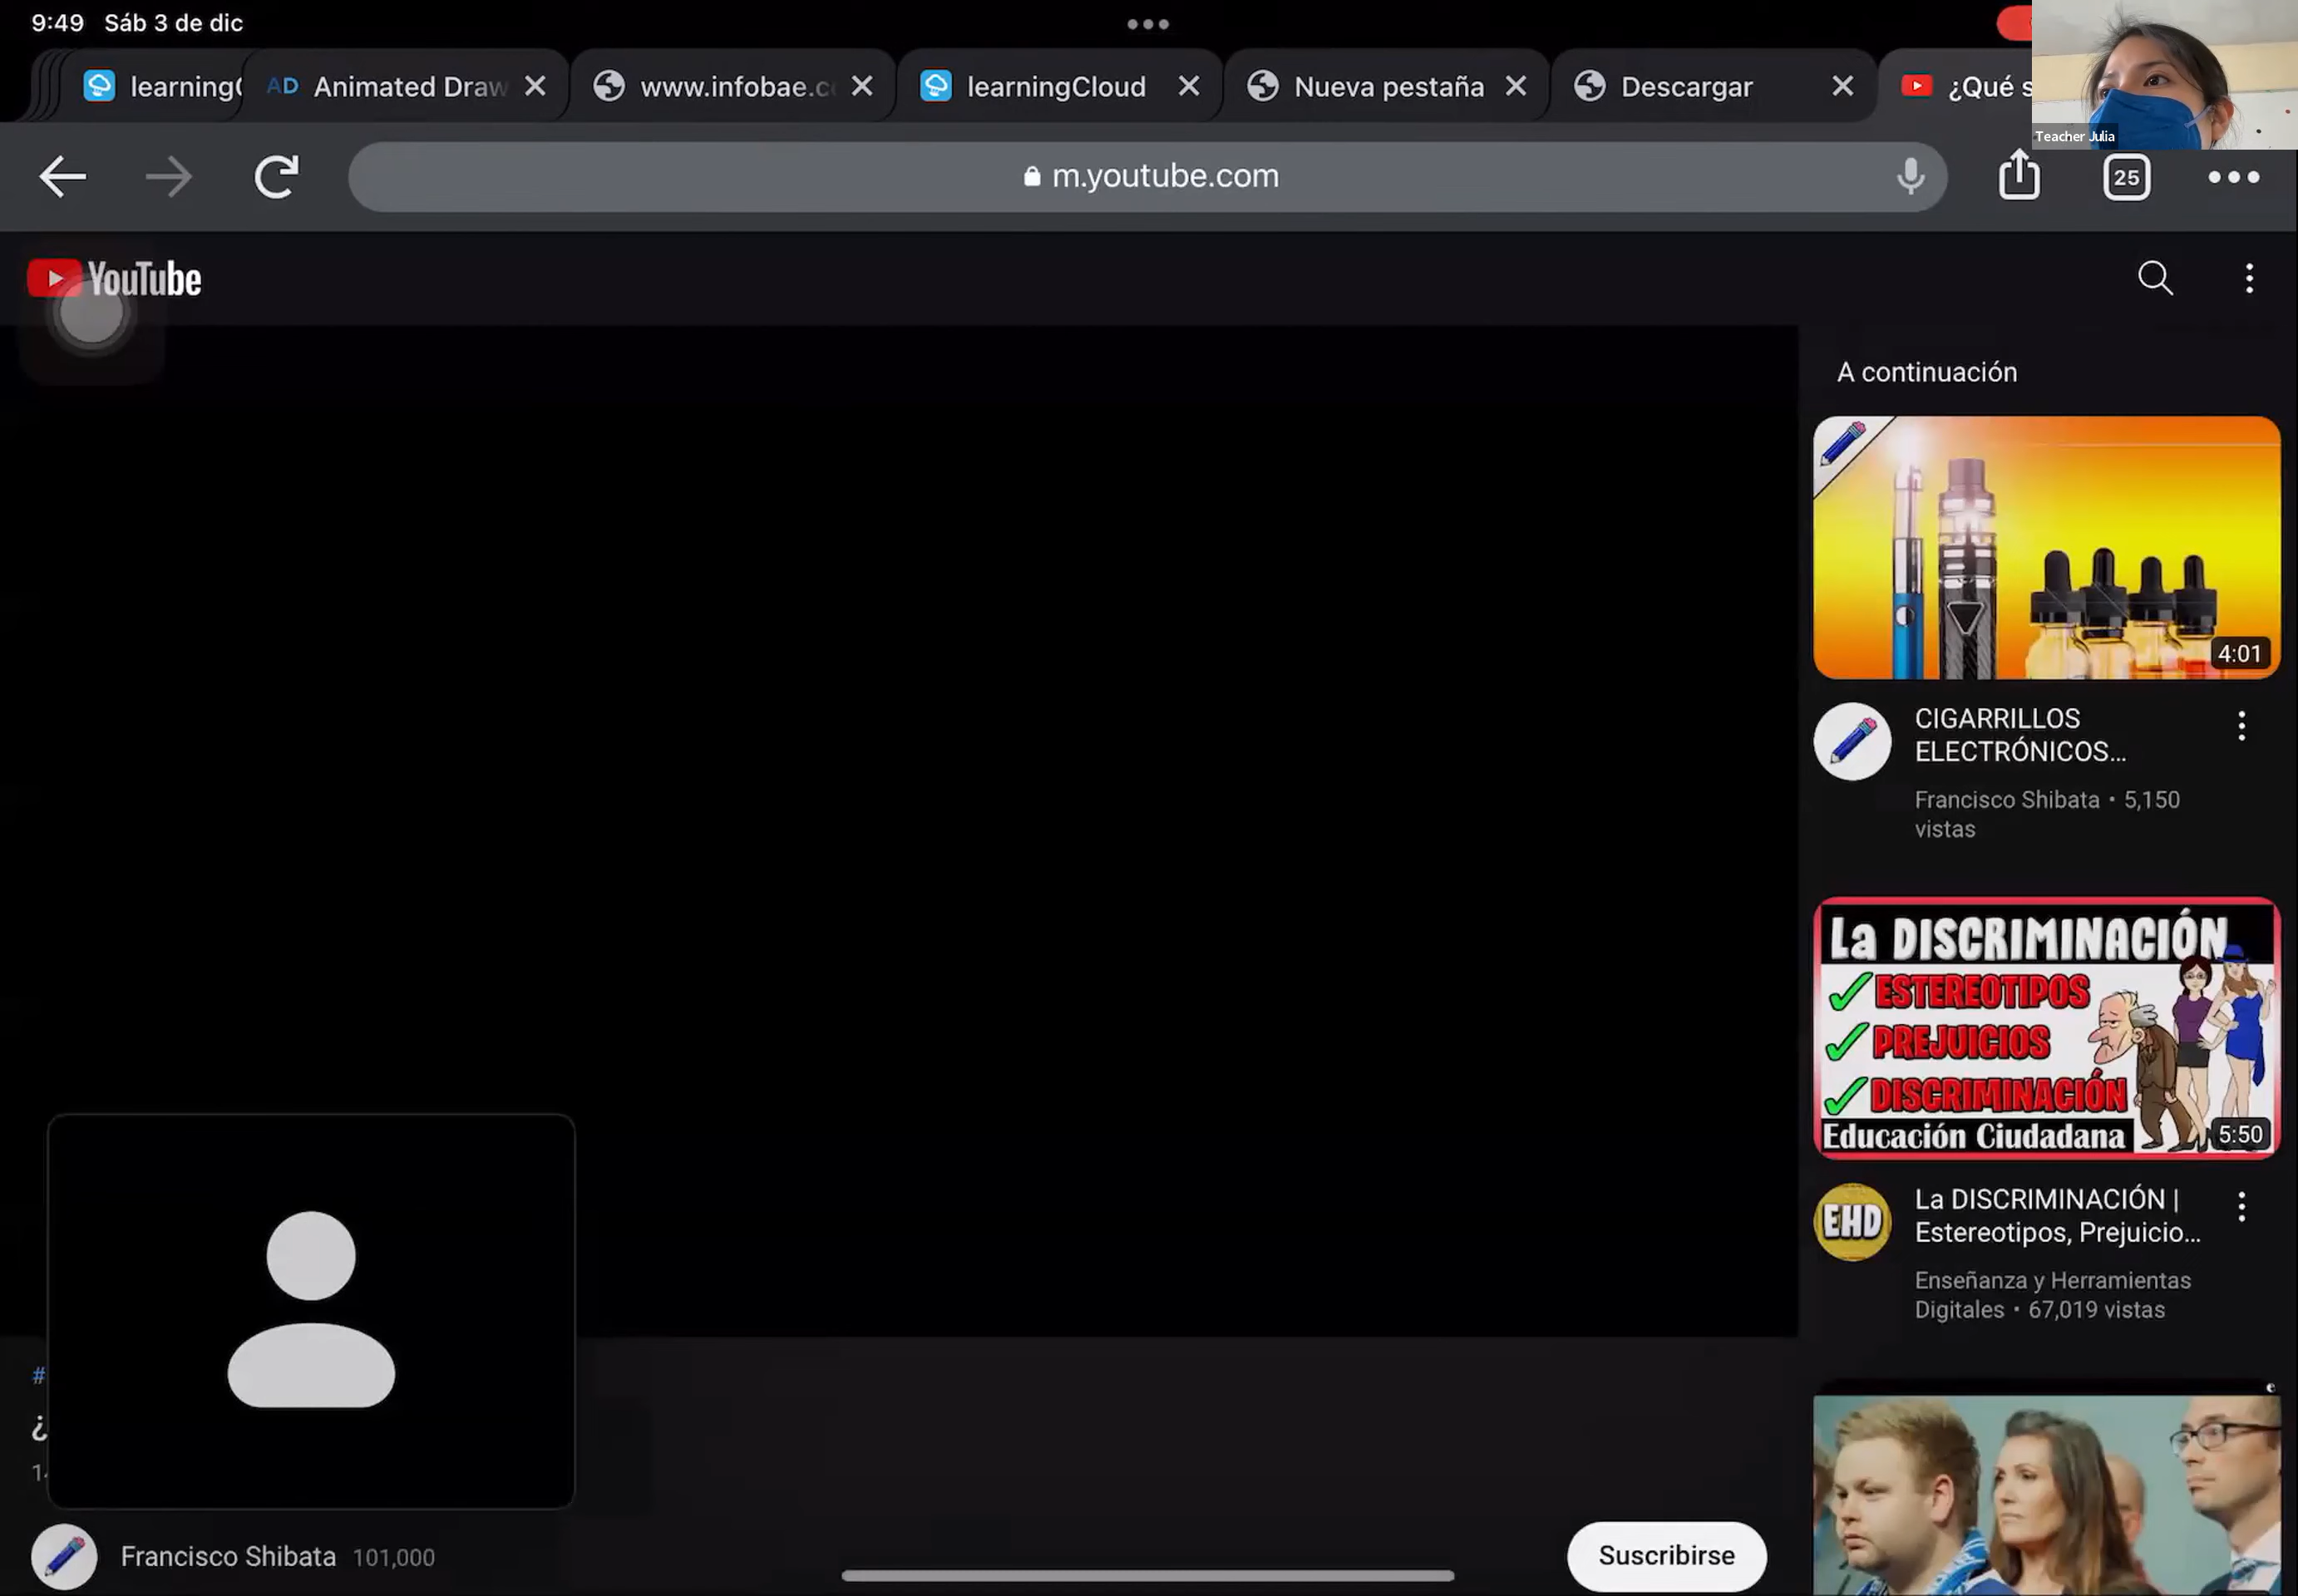 9:49 Sáb 3 de dic
learningC
AD Animated Draw
www.infobae.c
learningCloud
Nueva pestaña
Descargar
¿Qué s
Teacher Julia
m.youtube.com
25
YouTube
A continuación
4:01
CIGARRILLOS
ELECTRÓNICOS...
Francisco Shibata • 5,150
vistas
La DISCRIMINACIÓN
ESTEREOTIPOS
PREJUICIOS
DISCRIMINACIÓN
Educación Ciudadana
5:50
EHD
La DISCRIMINACIÓN |
Estereotipos, Prejuicio...
Enseñanza y Herramientas
Digitales • 67,019 vistas
#
¿
Francisco Shibata 101,000
Suscribirse